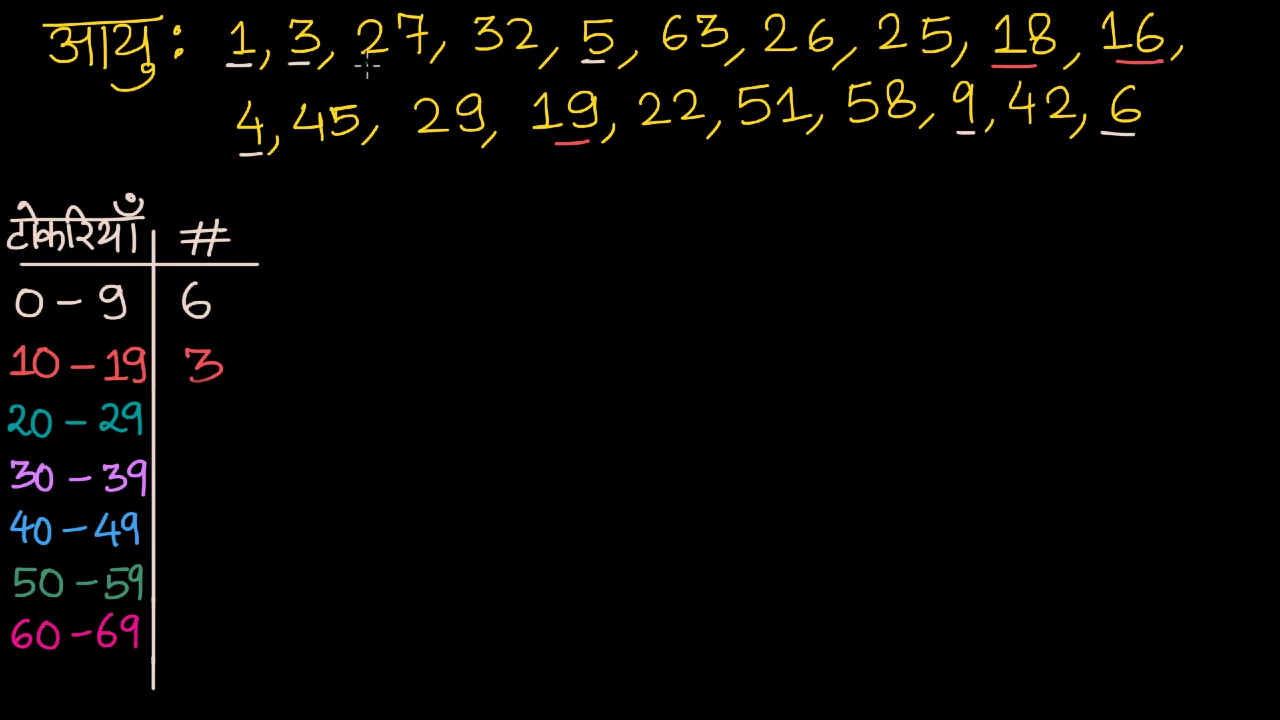 आयु: 1, 3, 27, 32, 5, 63, 26, 25, 18, 16,
4, 45, 29, 19, 22, 51, 58, 9, 42, 6
टोकरियाँ #
0 - 9 6
10 - 19 3
20 - 29
30 - 39
40 - 49
50 - 59
60 - 69